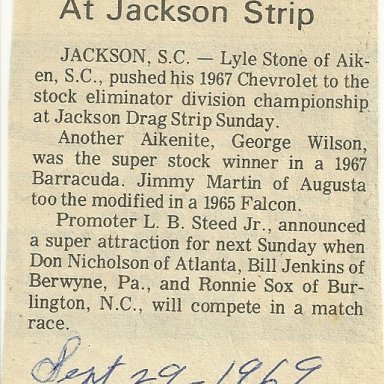 At Jackson Strip
JACKSON, S.C. — Lyle Stone of Aik-
en, S.C., pushed his 1967 Chevrolet to the
stock eliminator division championship
at Jackson Drag Strip Sunday.
Another Aikenite, George Wilson,
was the super stock winner in a 1967
Barracuda. Jimmy Martin of Augusta
too the modified in a 1965 Falcon.
Promoter L. B. Steed Jr., announced
a super attraction for next Sunday when
Don Nicholson of Atlanta, Bill Jenkins of
Berwyne, Pa., and Ronnie Sox of Bur-
lington, N.C., will compete in a match
race.
Sept 29-1969